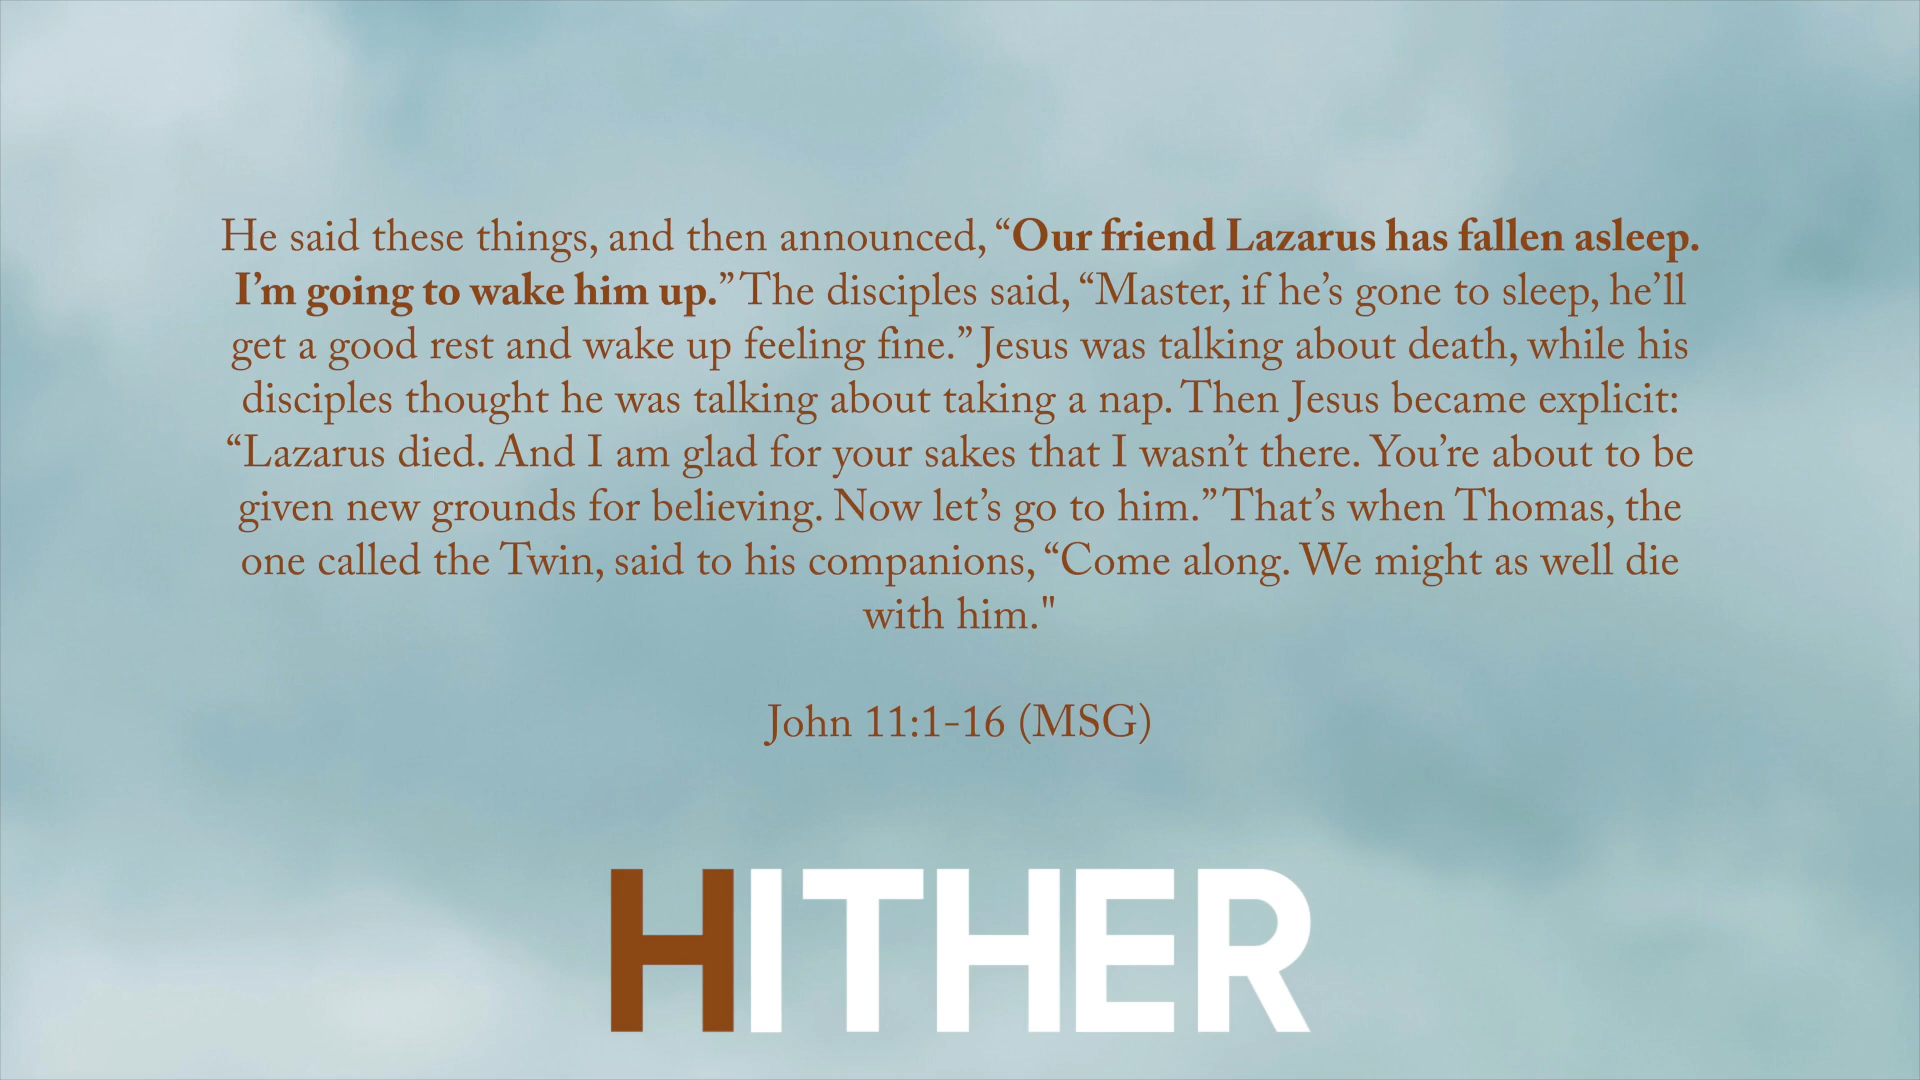 He said these things, and then announced, “Our friend Lazarus has fallen asleep.
I’m going to wake him up.” The disciples said, “Master, if he’s gone to sleep, he’ll
get a good rest and wake up feeling fine.” Jesus was talking about death, while his
disciples thought he was talking about taking a nap. Then Jesus became explicit:
“Lazarus died. And I am glad for your sakes that I wasn’t there. You’re about to be
given new grounds for believing. Now let’s go to him.” That’s when Thomas, the
one called the Twin, said to his companions, “Come along. We might as well die
with him."
John 11:1-16 (MSG)
HITHER